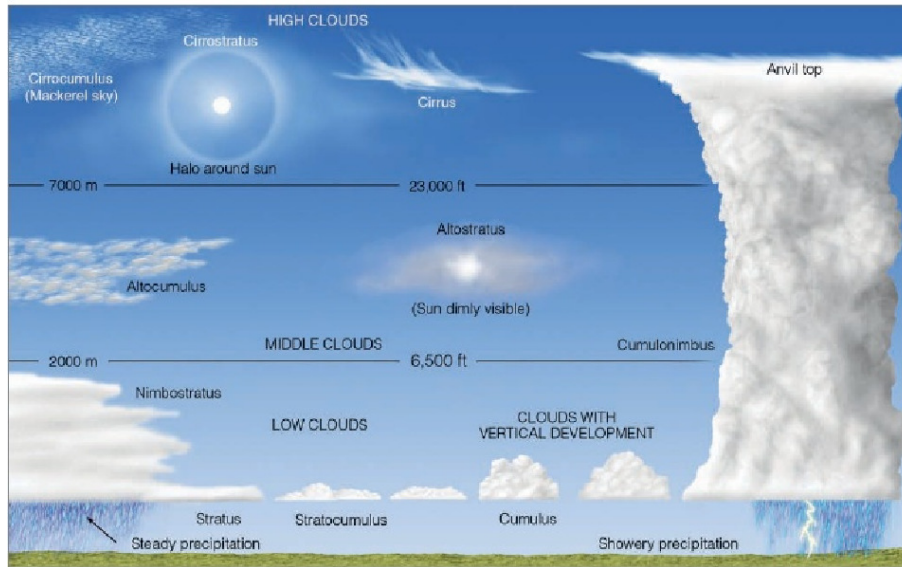 HIGH CLOUDS
Cirrostratus
Cirrocumulus
(Mackerel sky)
Cirrus
Anvil top
Halo around sun
7000 m
23,000 ft
Altostratus
Altocumulus
(Sun dimly visible)
MIDDLE CLOUDS
Cumulonimbus
2000 m
6,500 ft
Nimbostratus
LOW CLOUDS
CLOUDS WITH
VERTICAL DEVELOPMENT
Stratus
Stratocumulus
Cumulus
Steady precipitation
Showery precipitation